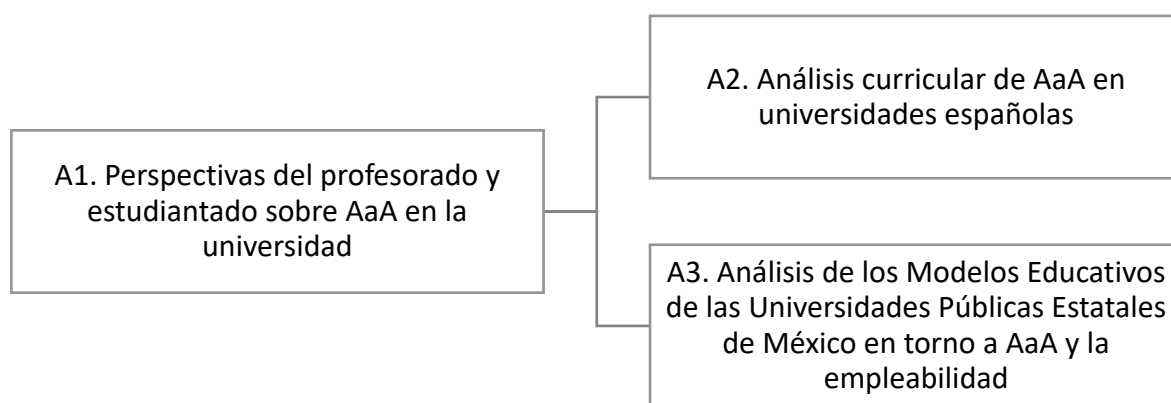 A1. Perspectivas del profesorado y
estudiantado sobre AaA en la
universidad
A2. Análisis curricular de AaA en
universidades españolas
A3. Análisis de los Modelos Educativos
de las Universidades Públicas Estatales
de México en torno a AaA y la
empleabilidad